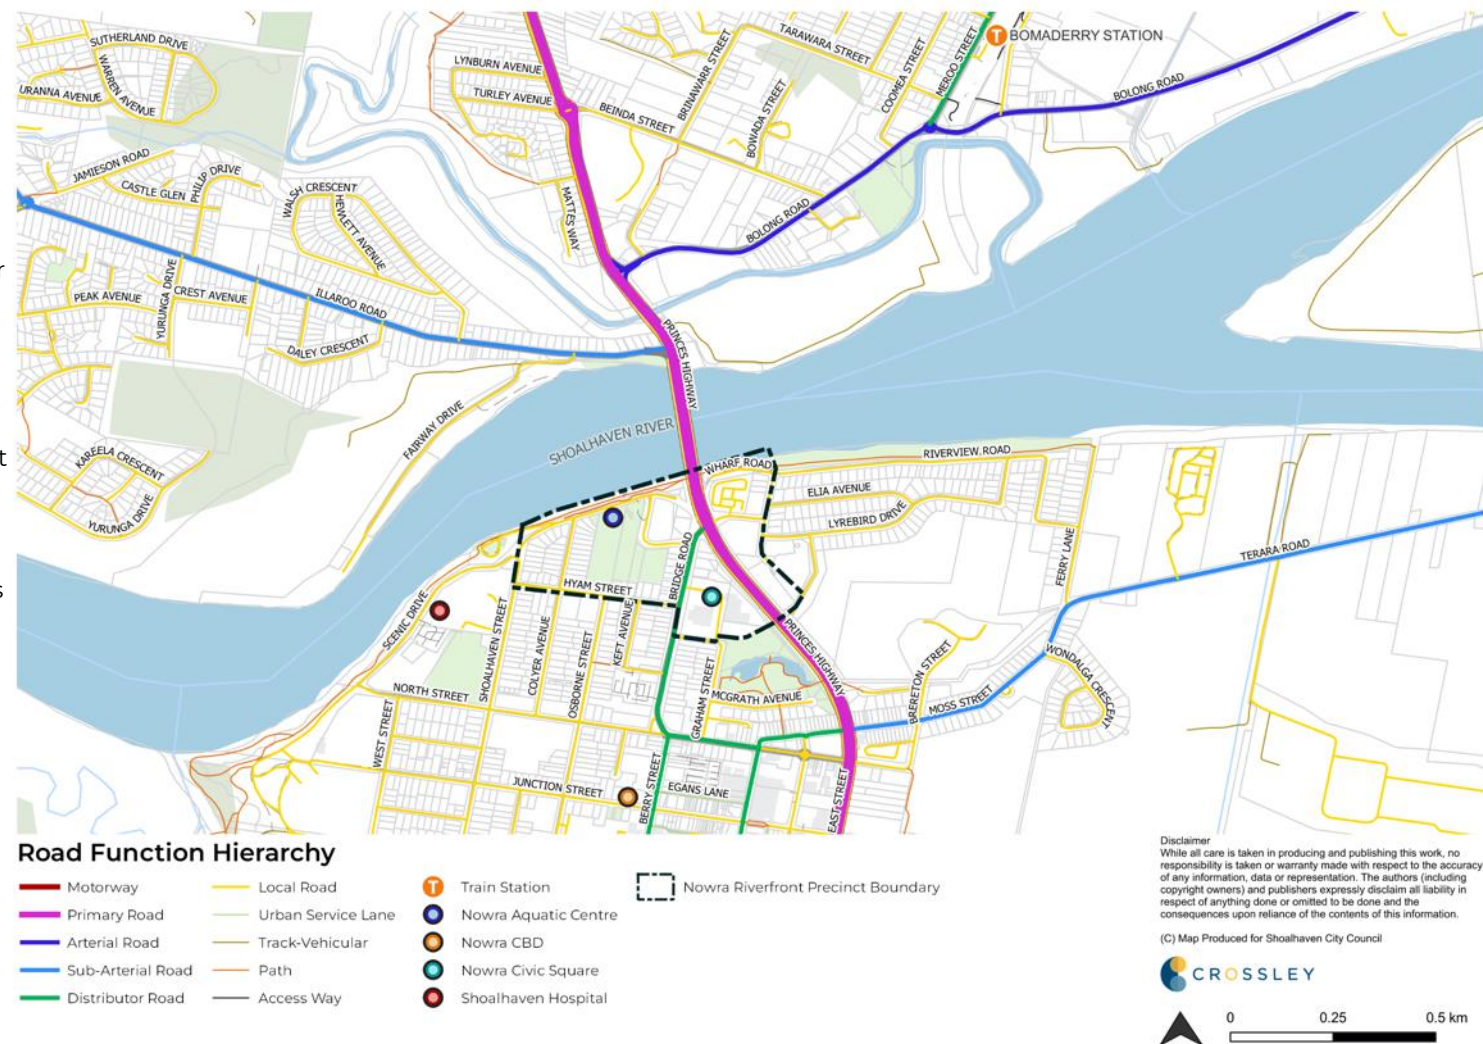 SUTHERLAND DRIVE
WARREN AVENUE
URANNA AVENUE
LYNBURN AVENUE
TURLEY AVENUE
BEINDA STREET
BRINAWARR STREET
TARAWARA STREET
BOWADA STREET
COOMEA STREET
MEROO STREET
T BOMADERRY STATION
BOLONG ROAD
JAMIESON ROAD
CASTLE GLEN
PHILIP DRIVE
WALSH CRESCENT
HEWLETT AVENUE
MATTES WAY
BOLONG ROAD
r
PEAK AVENUE
YURUNGA DRIVE
CREST AVENUE
ILLAROO ROAD
DALEY CRESCENT
PRINCES HIGHWAY
FAIRWAY DRIVE
SHOALHAVEN RIVER
t
KAREELA CRESCENT
YURUNGA DRIVE
WHARF ROAD
RIVERVIEW ROAD
ELIA AVENUE
LYREBIRD DRIVE
FERRY LANE
TERARA ROAD
s
HYAM STREET
BRIDGE ROAD
SCENIC DRIVE
SHOALHAVEN STREET
COLYER AVENUE
OSBORNE STREET
KEFT AVENUE
PRINCES HIGHWAY
NORTH STREET
GRAHAM STREET
MCGRATH AVENUE
BRERETON STREET
MOSS STREET
WONDALGA CRESCENT
WEST STREET
JUNCTION STREET
BERRY STREET
EGANS LANE
EAST STREET
Road Function Hierarchy
Motorway
Primary Road
Arterial Road
Sub-Arterial Road
Distributor Road
Local Road
Urban Service Lane
Track-Vehicular
Path
Access Way
T Train Station
Nowra Aquatic Centre
Nowra CBD
Nowra Civic Square
Shoalhaven Hospital
Nowra Riverfront Precinct Boundary
Disclaimer
While all care is taken in producing and publishing this work, no
responsibility is taken or warranty made with respect to the accuracy
of any information, data or representation. The authors (including
copyright owners) and publishers expressly disclaim all liability in
respect of anything done or omitted to be done and the
consequences upon reliance of the contents of this information.
(C) Map Produced for Shoalhaven City Council
CROSSLEY
0 0.25 0.5 km